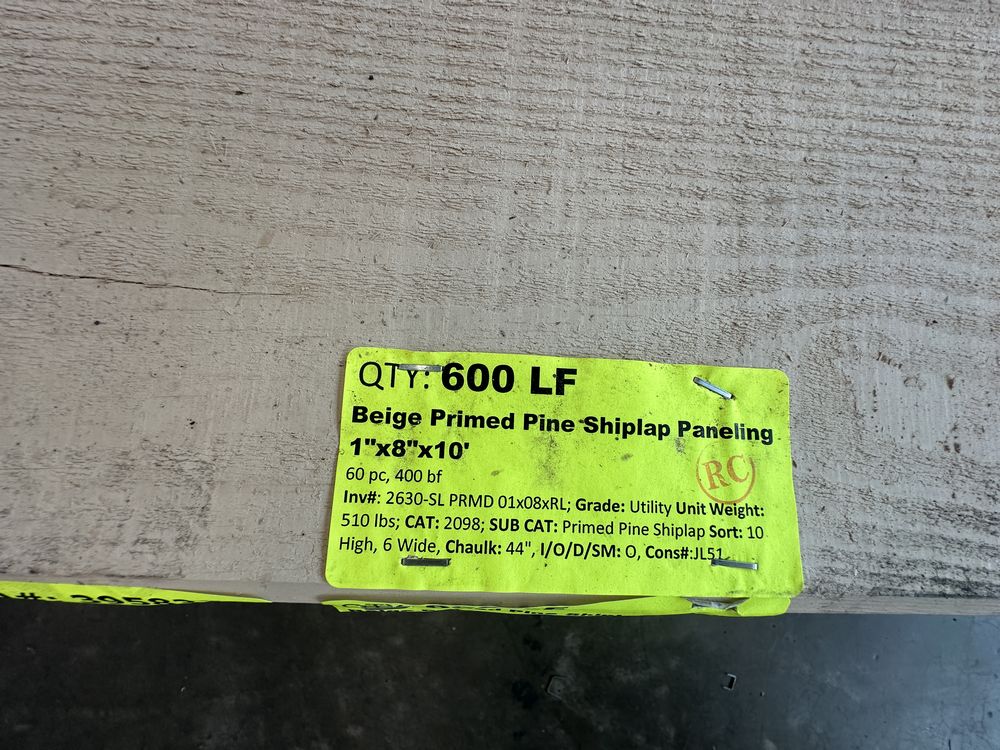 QTY: 600 LF
Beige Primed Pine Shiplap Paneling
1"x8"x10'
60 pc, 400 bf
RC
Inv#: 2630-SL PRMD 01x08xRL; Grade: Utility Unit Weight:
510 lbs; CAT: 2098; SUB CAT: Primed Pine Shiplap Sort: 10
High, 6 Wide, Chaulk: 44", I/O/D/SM: O, Cons#:JL51